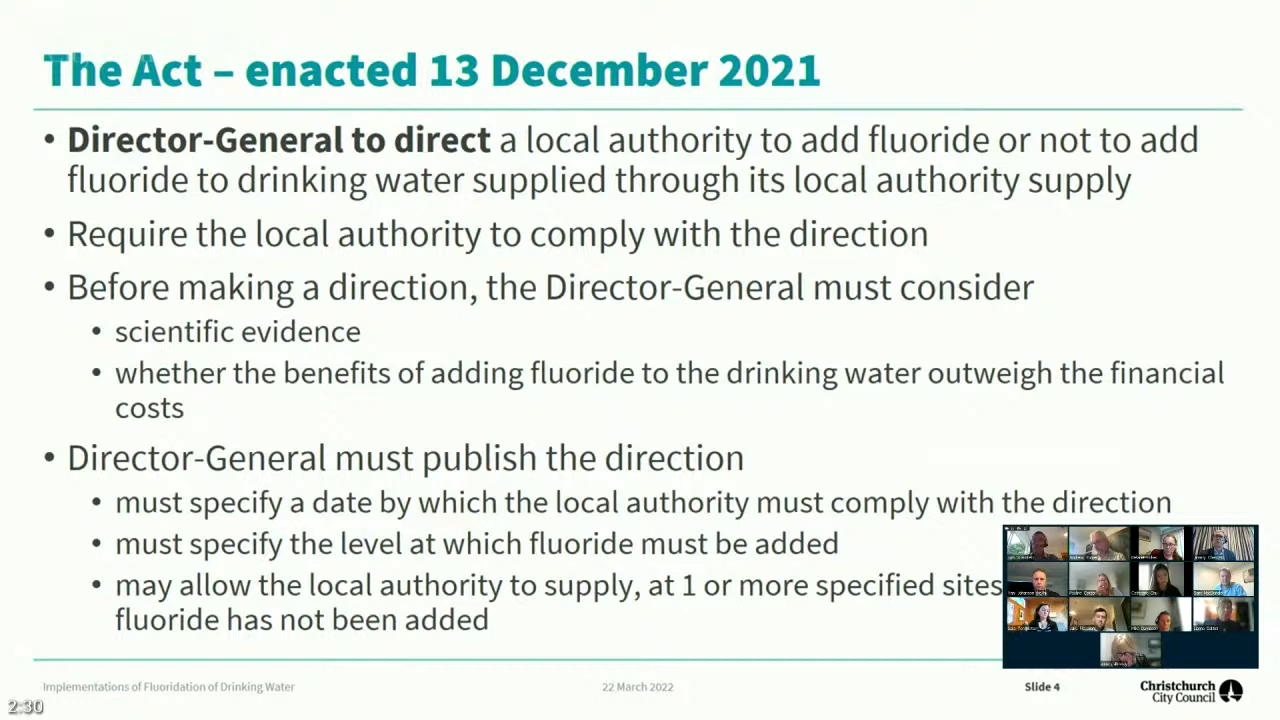 The Act – enacted 13 December 2021
• Director-General to direct a local authority to add fluoride or not to add
fluoride to drinking water supplied through its local authority supply
• Require the local authority to comply with the direction
• Before making a direction, the Director-General must consider
• scientific evidence
• whether the benefits of adding fluoride to the drinking water outweigh the financial
costs
• Director-General must publish the direction
• must specify a date by which the local authority must comply with the direction
• must specify the level at which fluoride must be added
• may allow the local authority to supply, at 1 or more specified sites
fluoride has not been added
Implementations of Fluoridation of Drinking Water
22 March 2022
Slide 4
Christchurch
City Council
2:30